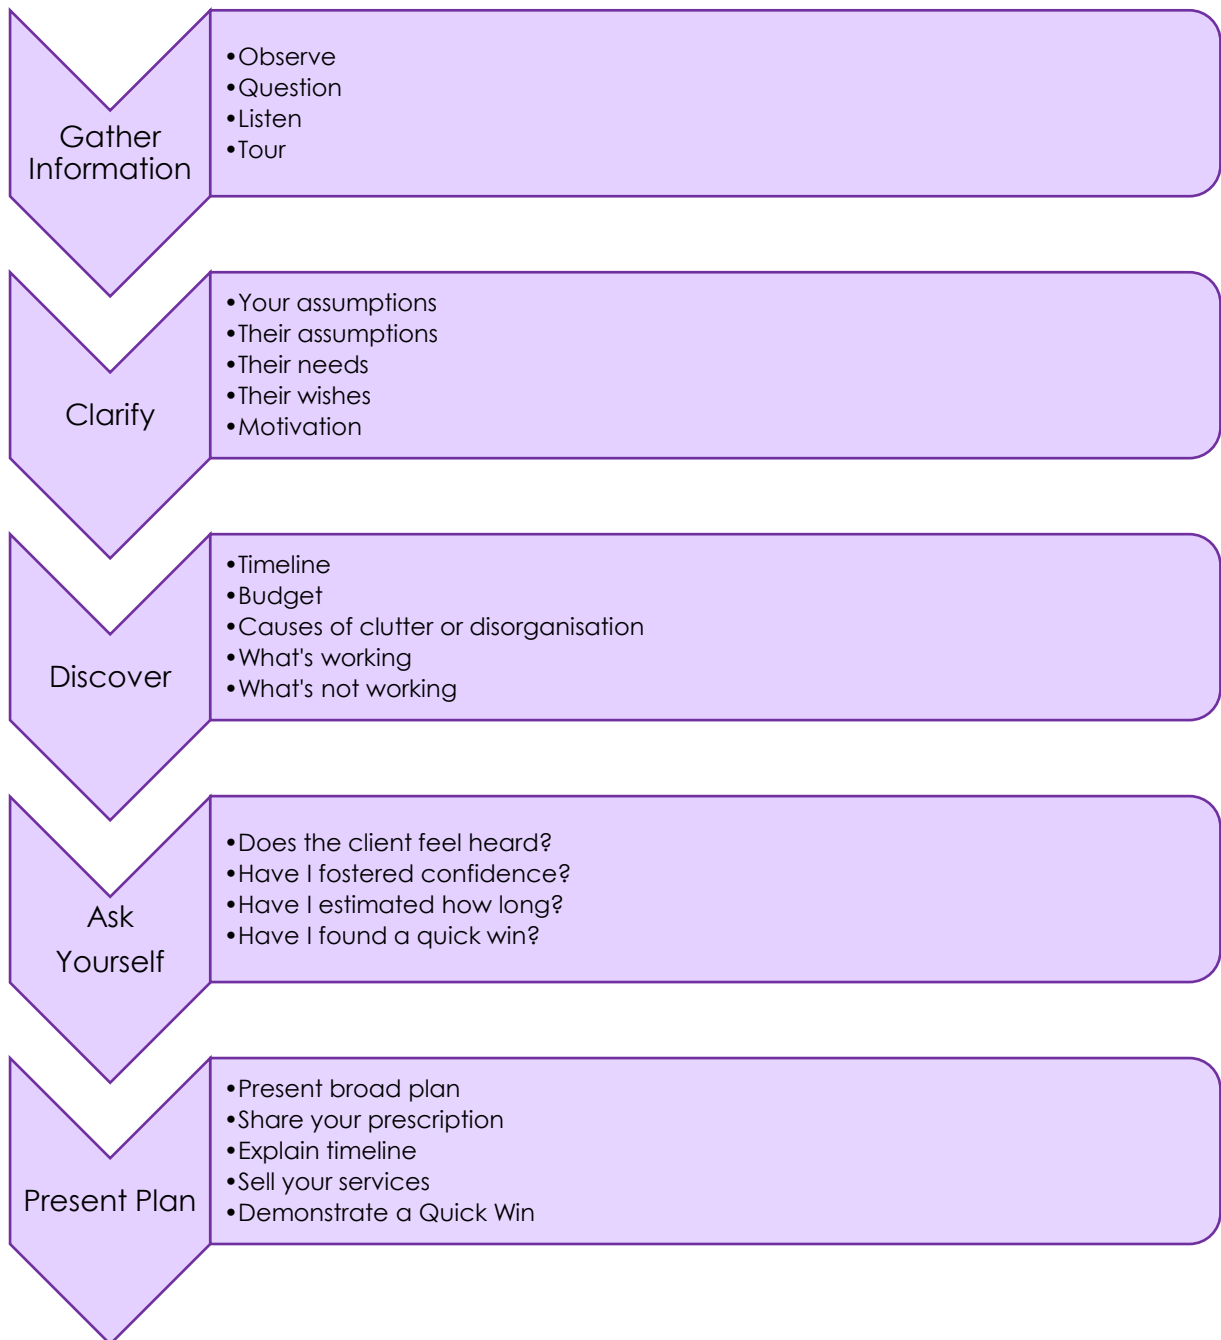 Gather
Information
•Observe
•Question
•Listen
•Tour
Clarify
•Your assumptions
•Their assumptions
•Their needs
•Their wishes
•Motivation
Discover
•Timeline
•Budget
•Causes of clutter or disorganisation
•What's working
•What's not working
Ask
Yourself
•Does the client feel heard?
•Have I fostered confidence?
•Have I estimated how long?
•Have I found a quick win?
Present Plan
•Present broad plan
•Share your prescription
•Explain timeline
•Sell your services
•Demonstrate a Quick Win